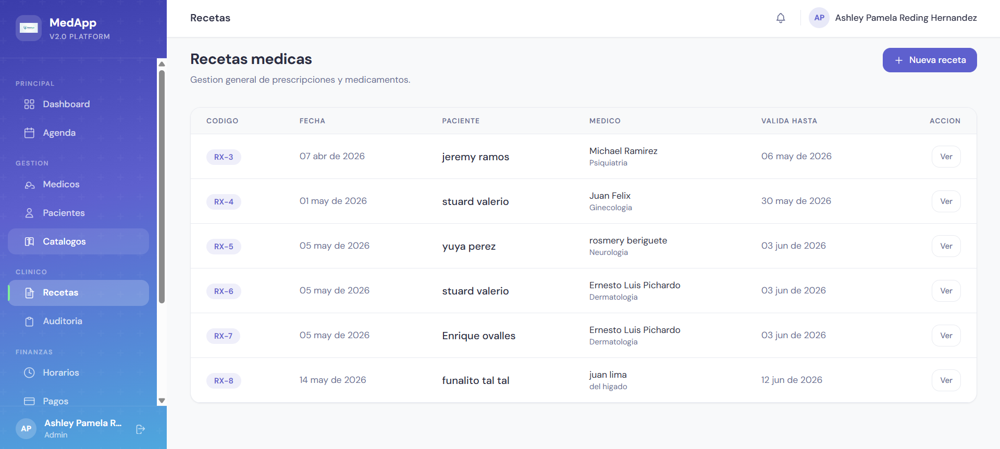 MedApp
V2.0 PLATFORM
PRINCIPAL
Dashboard
Agenda
GESTION
Medicos
Pacientes
Catalogos
CLINICO
Recetas
Auditoria
FINANZAS
Horarios
Pagos
AP
Ashley Pamela R...
Admin
Recetas
AP
Ashley Pamela Reding Hernandez
Recetas medicas
Gestion general de prescripciones y medicamentos.
+ Nueva receta
CODIGO FECHA PACIENTE MEDICO VALIDA HASTA ACCION
RX-3 07 abr de 2026 jeremy ramos Michael Ramirez 06 may de 2026 Ver
Psiquiatria
RX-4 01 may de 2026 stuard valerio Juan Felix 30 may de 2026 Ver
Ginecologia
RX-5 05 may de 2026 yuya perez rosmery beriguete 03 jun de 2026 Ver
Neurologia
RX-6 05 may de 2026 stuard valerio Ernesto Luis Pichardo 03 jun de 2026 Ver
Dermatologia
RX-7 05 may de 2026 Enrique ovalles Ernesto Luis Pichardo 03 jun de 2026 Ver
Dermatologia
RX-8 14 may de 2026 funalito tal tal juan lima 12 jun de 2026 Ver
del higado